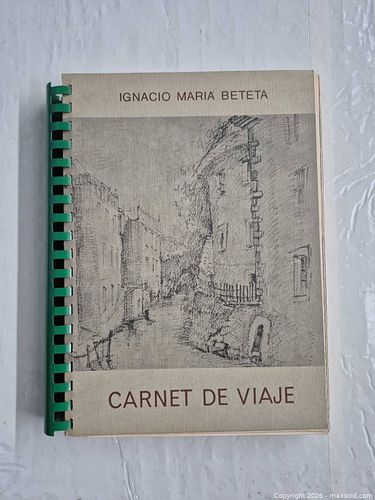 IGNACIO MARIA BETETA
CARNET DE VIAJE
Copyright 2026 - maxsold.com